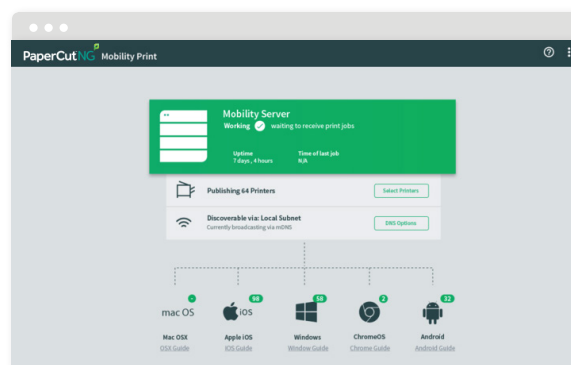 PaperCutNG Mobility Print
Mobility Server
Working waiting to receive print jobs
Uptime Time of last job
7 days , 4 hours N/A
Publishing 64 Printers Select Printers
Discoverable via: Local Subnet
Currently broadcasting via mDNS
DNS Options
98 58 2 32
mac OS iOS
Mac OSX Apple iOS Windows ChromeOS Android
OSX Guide iOS Guide Window Guide Chrome Guide Android Guide